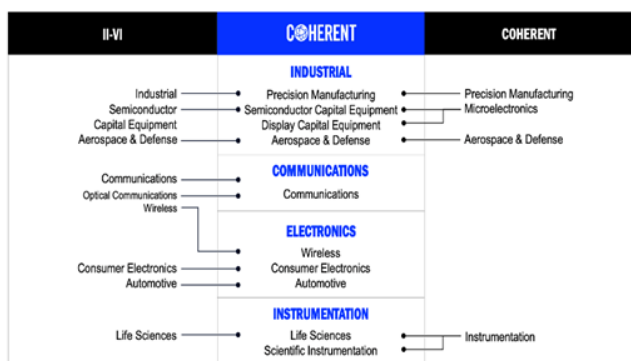 II-VI
COHERENT
COHERENT
INDUSTRIAL
Industrial
Precision Manufacturing
Precision Manufacturing
Semiconductor
Semiconductor Capital Equipment
Microelectronics
Capital Equipment
Display Capital Equipment
Aerospace & Defense
Aerospace & Defense
Aerospace & Defense
COMMUNICATIONS
Communications
Optical Communications
Communications
Wireless
ELECTRONICS
Wireless
Consumer Electronics
Consumer Electronics
Automotive
Automotive
INSTRUMENTATION
Life Sciences
Life Sciences
Instrumentation
Scientific Instrumentation